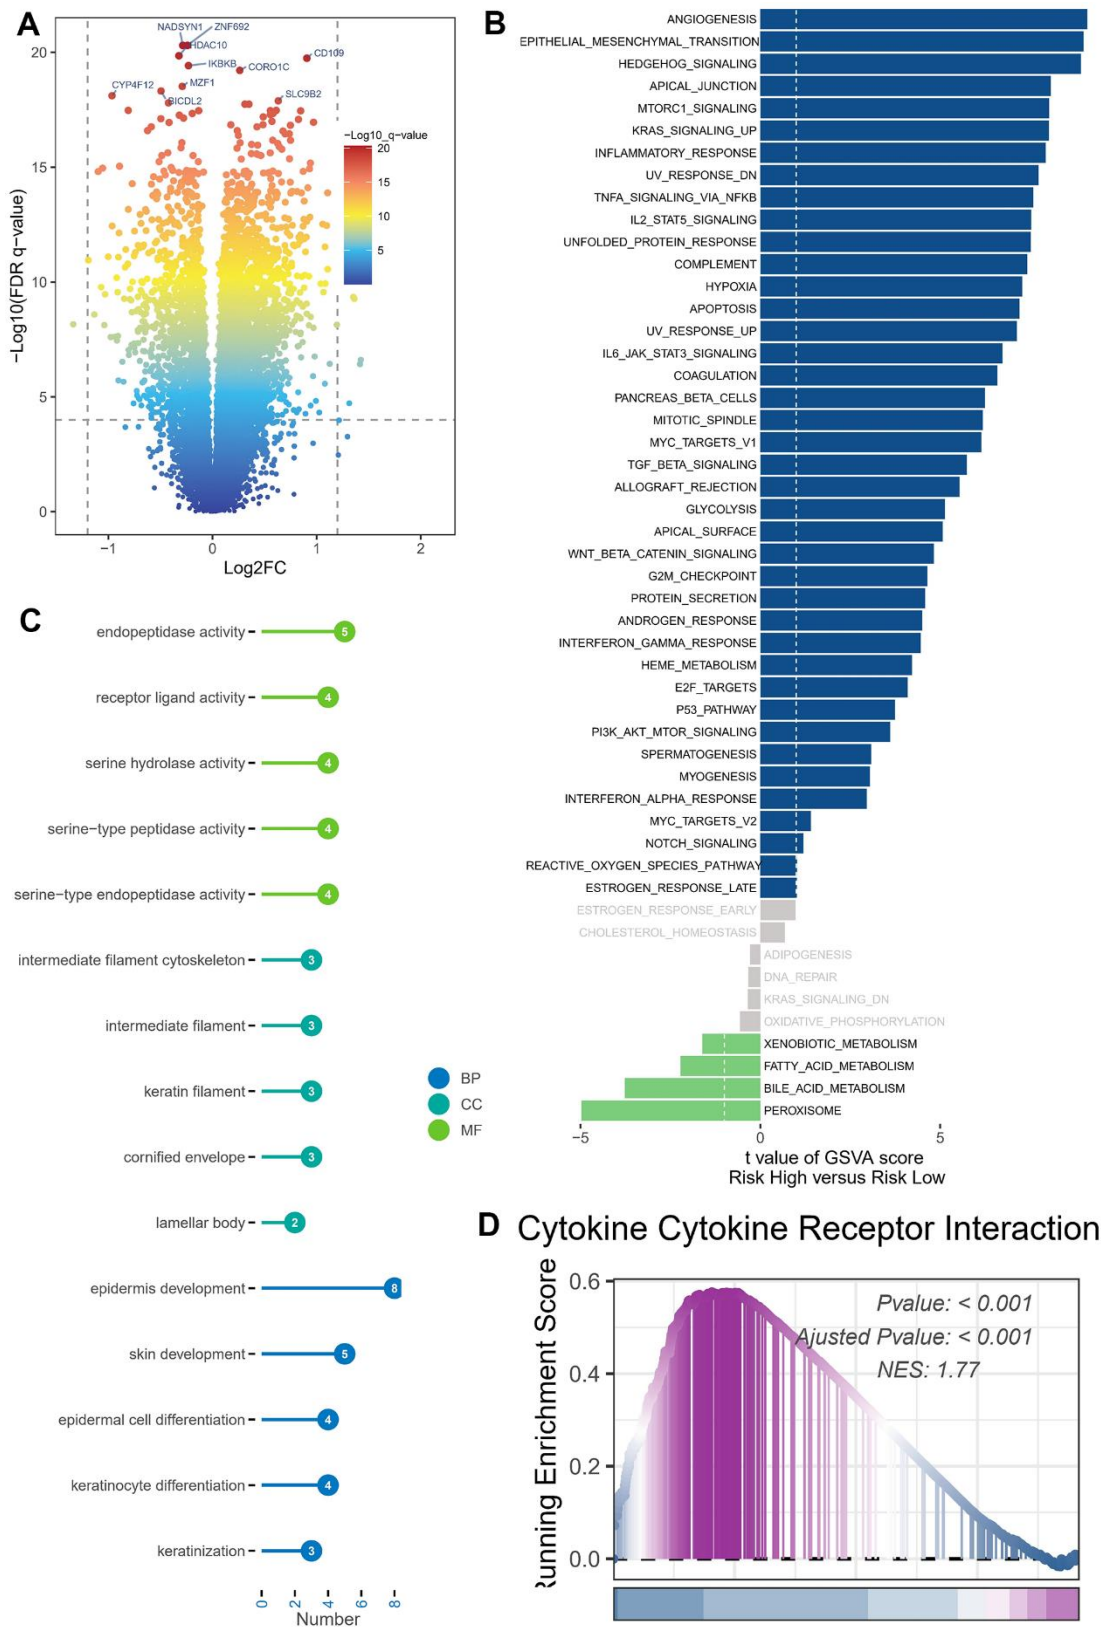 A
NADSYN1
ZNF692
HDAC10
CD109
IKBKB
CORO1C
CYP4F12
MZF1
BICDL2
SLC9B2
−Log10_q−value
20
15
10
5
20
15
10
5
0
−Log10(FDR q−value)
−1
0
1
2
Log2FC
B
ANGIOGENESIS
EPITHELIAL_MESENCHYMAL_TRANSITION
HEDGEHOG_SIGNALING
APICAL_JUNCTION
MTORC1_SIGNALING
KRAS_SIGNALING_UP
INFLAMMATORY_RESPONSE
UV_RESPONSE_DN
TNFA_SIGNALING_VIA_NFKB
IL2_STAT5_SIGNALING
UNFOLDED_PROTEIN_RESPONSE
COMPLEMENT
HYPOXIA
APOPTOSIS
UV_RESPONSE_UP
IL6_JAK_STAT3_SIGNALING
COAGULATION
PANCREAS_BETA_CELLS
MITOTIC_SPINDLE
MYC_TARGETS_V1
TGF_BETA_SIGNALING
ALLOGRAFT_REJECTION
GLYCOLYSIS
APICAL_SURFACE
WNT_BETA_CATENIN_SIGNALING
G2M_CHECKPOINT
PROTEIN_SECRETION
ANDROGEN_RESPONSE
INTERFERON_GAMMA_RESPONSE
HEME_METABOLISM
E2F_TARGETS
P53_PATHWAY
PI3K_AKT_MTOR_SIGNALING
SPERMATOGENESIS
MYOGENESIS
INTERFERON_ALPHA_RESPONSE
MYC_TARGETS_V2
NOTCH_SIGNALING
REACTIVE_OXYGEN_SPECIES_PATHWAY
ESTROGEN_RESPONSE_LATE
ESTROGEN_RESPONSE_EARLY
CHOLESTEROL_HOMEOSTASIS
ADIPOGENESIS
DNA_REPAIR
KRAS_SIGNALING_DN
OXIDATIVE_PHOSPHORYLATION
XENOBIOTIC_METABOLISM
FATTY_ACID_METABOLISM
BILE_ACID_METABOLISM
PEROXISOME
−5
0
5
t value of GSVA score
Risk High versus Risk Low
C
endopeptidase activity 5
receptor ligand activity 4
serine hydrolase activity 4
serine−type peptidase activity 4
serine−type endopeptidase activity 4
intermediate filament cytoskeleton 3
intermediate filament 3
keratin filament 3
cornified envelope 3
lamellar body 2
epidermis development 8
skin development 5
epidermal cell differentiation 4
keratinocyte differentiation 4
keratinization 3
0
2
4
6
8
Number
BP
CC
MF
D
Cytokine Cytokine Receptor Interaction
Running Enrichment Score
0.6
0.4
0.2
0.0
Pvalue: < 0.001
Ajusted Pvalue: < 0.001
NES: 1.77